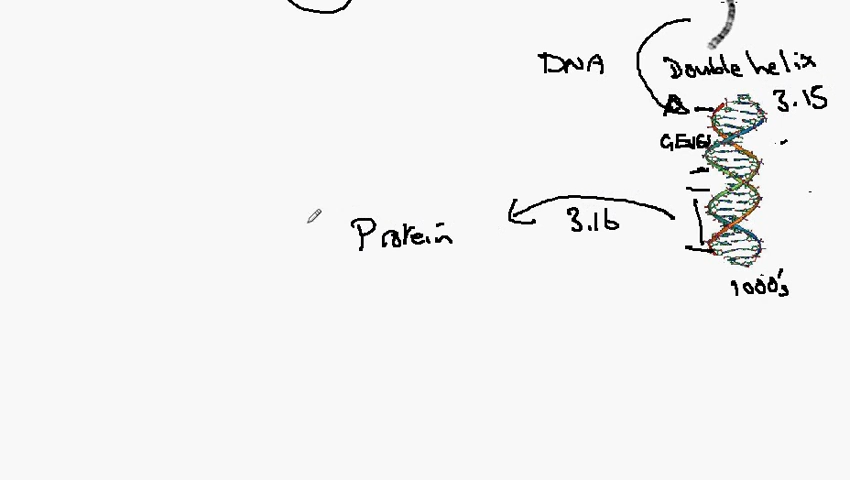 DNA
Double helix
3.15
GENE
3.16
Protein
1000's